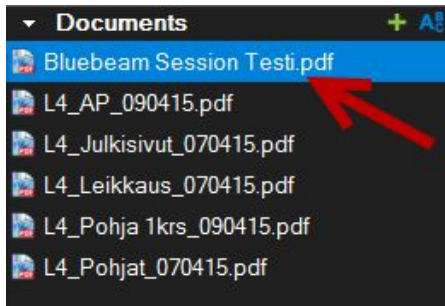 Documents
Bluebeam Session Testi.pdf
L4_AP_090415.pdf
L4_Julkisivut_070415.pdf
L4_Leikkaus_070415.pdf
L4_Pohja 1krs_090415.pdf
L4_Pohjat_070415.pdf